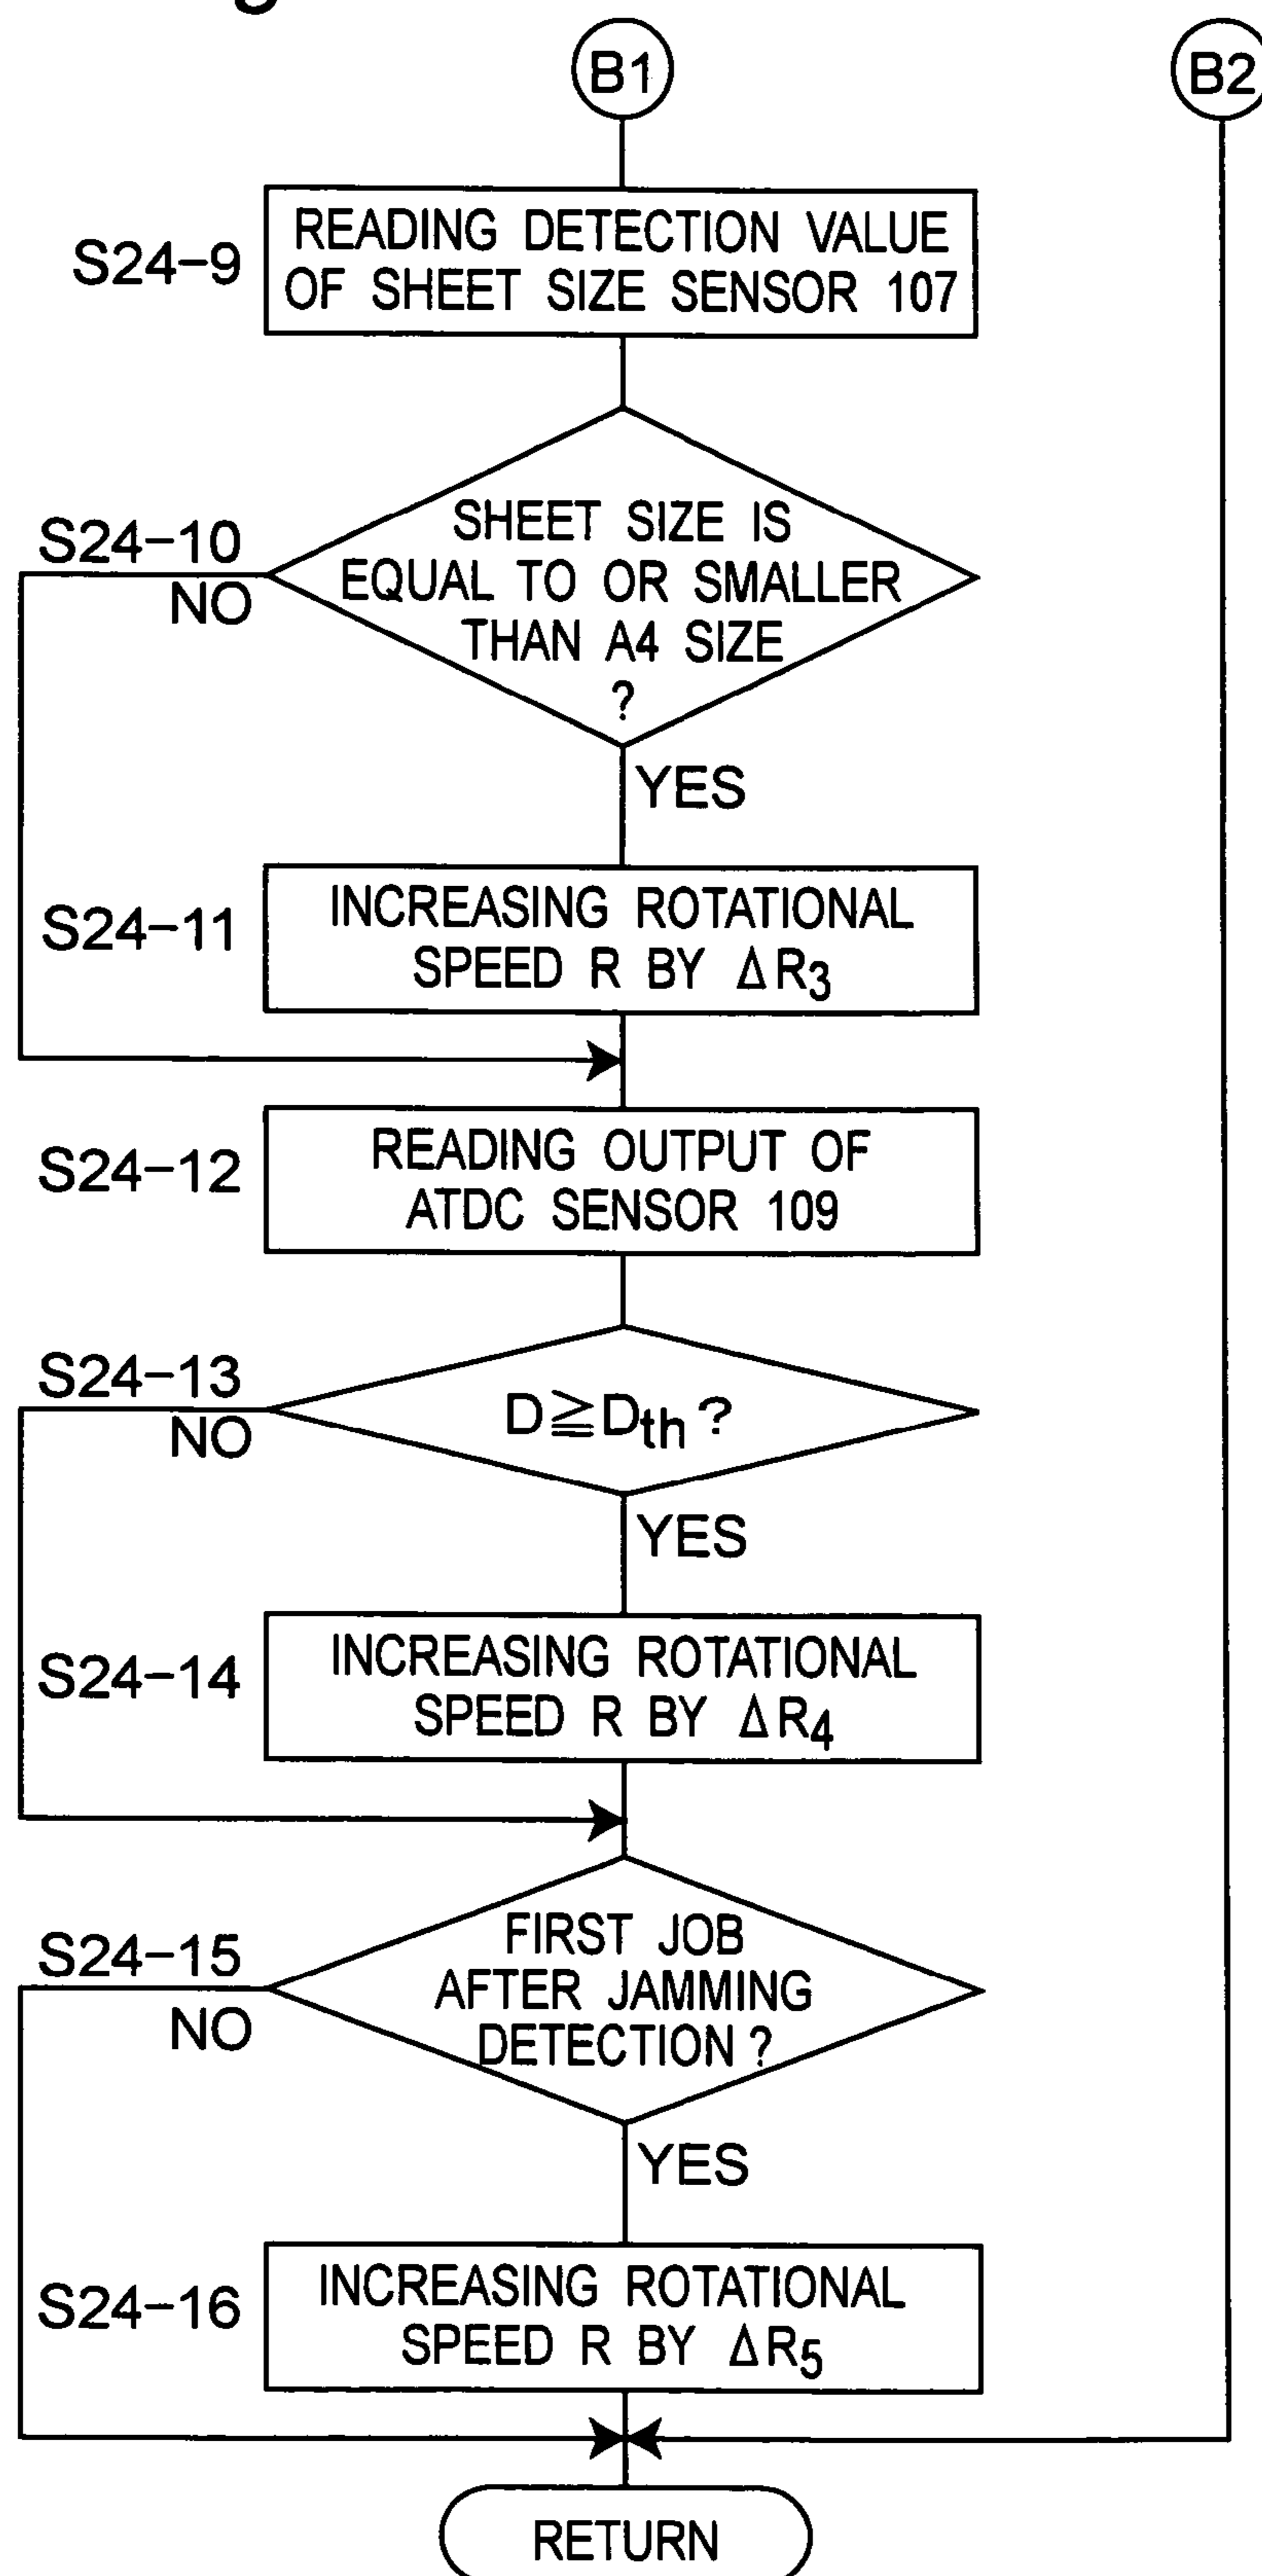 B1
B2
S24-9
READING DETECTION VALUE
OF SHEET SIZE SENSOR 107
S24-10
NO
SHEET SIZE IS
EQUAL TO OR SMALLER
THAN A4 SIZE
?
YES
S24-11
INCREASING ROTATIONAL
SPEED R BY ΔR3
S24-12
READING OUTPUT OF
ATDC SENSOR 109
S24-13
NO
D≧Dth ?
YES
S24-14
INCREASING ROTATIONAL
SPEED R BY ΔR4
S24-15
NO
FIRST JOB
AFTER JAMMING
DETECTION ?
YES
S24-16
INCREASING ROTATIONAL
SPEED R BY ΔR5
RETURN